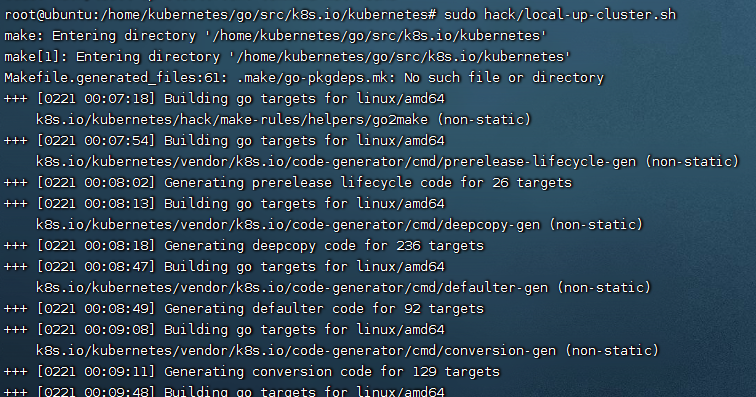 root@ubuntu:/home/kubernetes/go/src/k8s.io/kubernetes# sudo hack/local-up-cluster.sh
make: Entering directory '/home/kubernetes/go/src/k8s.io/kubernetes'
make[1]: Entering directory '/home/kubernetes/go/src/k8s.io/kubernetes'
Makefile.generated_files:61: .make/go-pkgdeps.mk: No such file or directory
+++ [0221 00:07:18] Building go targets for linux/amd64
    k8s.io/kubernetes/hack/make-rules/helpers/go2make (non-static)
+++ [0221 00:07:54] Building go targets for linux/amd64
    k8s.io/kubernetes/vendor/k8s.io/code-generator/cmd/prerelease-lifecycle-gen (non-static)
+++ [0221 00:08:02] Generating prerelease lifecycle code for 26 targets
+++ [0221 00:08:13] Building go targets for linux/amd64
    k8s.io/kubernetes/vendor/k8s.io/code-generator/cmd/deepcopy-gen (non-static)
+++ [0221 00:08:18] Generating deepcopy code for 236 targets
+++ [0221 00:08:47] Building go targets for linux/amd64
    k8s.io/kubernetes/vendor/k8s.io/code-generator/cmd/defaulter-gen (non-static)
+++ [0221 00:08:49] Generating defaulter code for 92 targets
+++ [0221 00:09:08] Building go targets for linux/amd64
    k8s.io/kubernetes/vendor/k8s.io/code-generator/cmd/conversion-gen (non-static)
+++ [0221 00:09:11] Generating conversion code for 129 targets
+++ [0221 00:09:48] Building go targets for linux/amd64